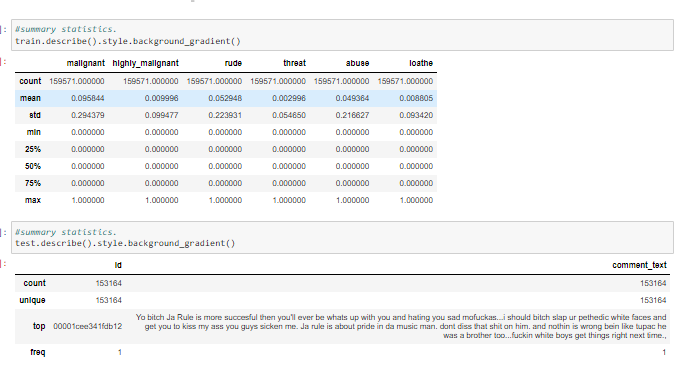 ]: #summary statistics.
train.describe().style.background_gradient()
]: malignant highly_malignant rude threat abuse loathe
count 159571.000000 159571.000000 159571.000000 159571.000000 159571.000000 159571.000000
mean 0.095844 0.009996 0.052948 0.002996 0.049364 0.008805
std 0.294379 0.099477 0.223931 0.054650 0.216627 0.093420
min 0.000000 0.000000 0.000000 0.000000 0.000000 0.000000
25% 0.000000 0.000000 0.000000 0.000000 0.000000 0.000000
50% 0.000000 0.000000 0.000000 0.000000 0.000000 0.000000
75% 0.000000 0.000000 0.000000 0.000000 0.000000 0.000000
max 1.000000 1.000000 1.000000 1.000000 1.000000 1.000000
]: #summary statistics.
test.describe().style.background_gradient()
]: id comment_text
count 153164 153164
unique 153164 153164
Yo bitch Ja Rule is more succesful then you'll ever be whats up with you and hating you sad mofuckas...i should bitch slap ur pethedic white faces and
top 00001cee341fdb12 get you to kiss my ass you guys sicken me. Ja rule is about pride in da music man. dont diss that shit on him. and nothin is wrong bein like tupac he
was a brother too...fuckin white boys get things right next time.,
freq 1 1